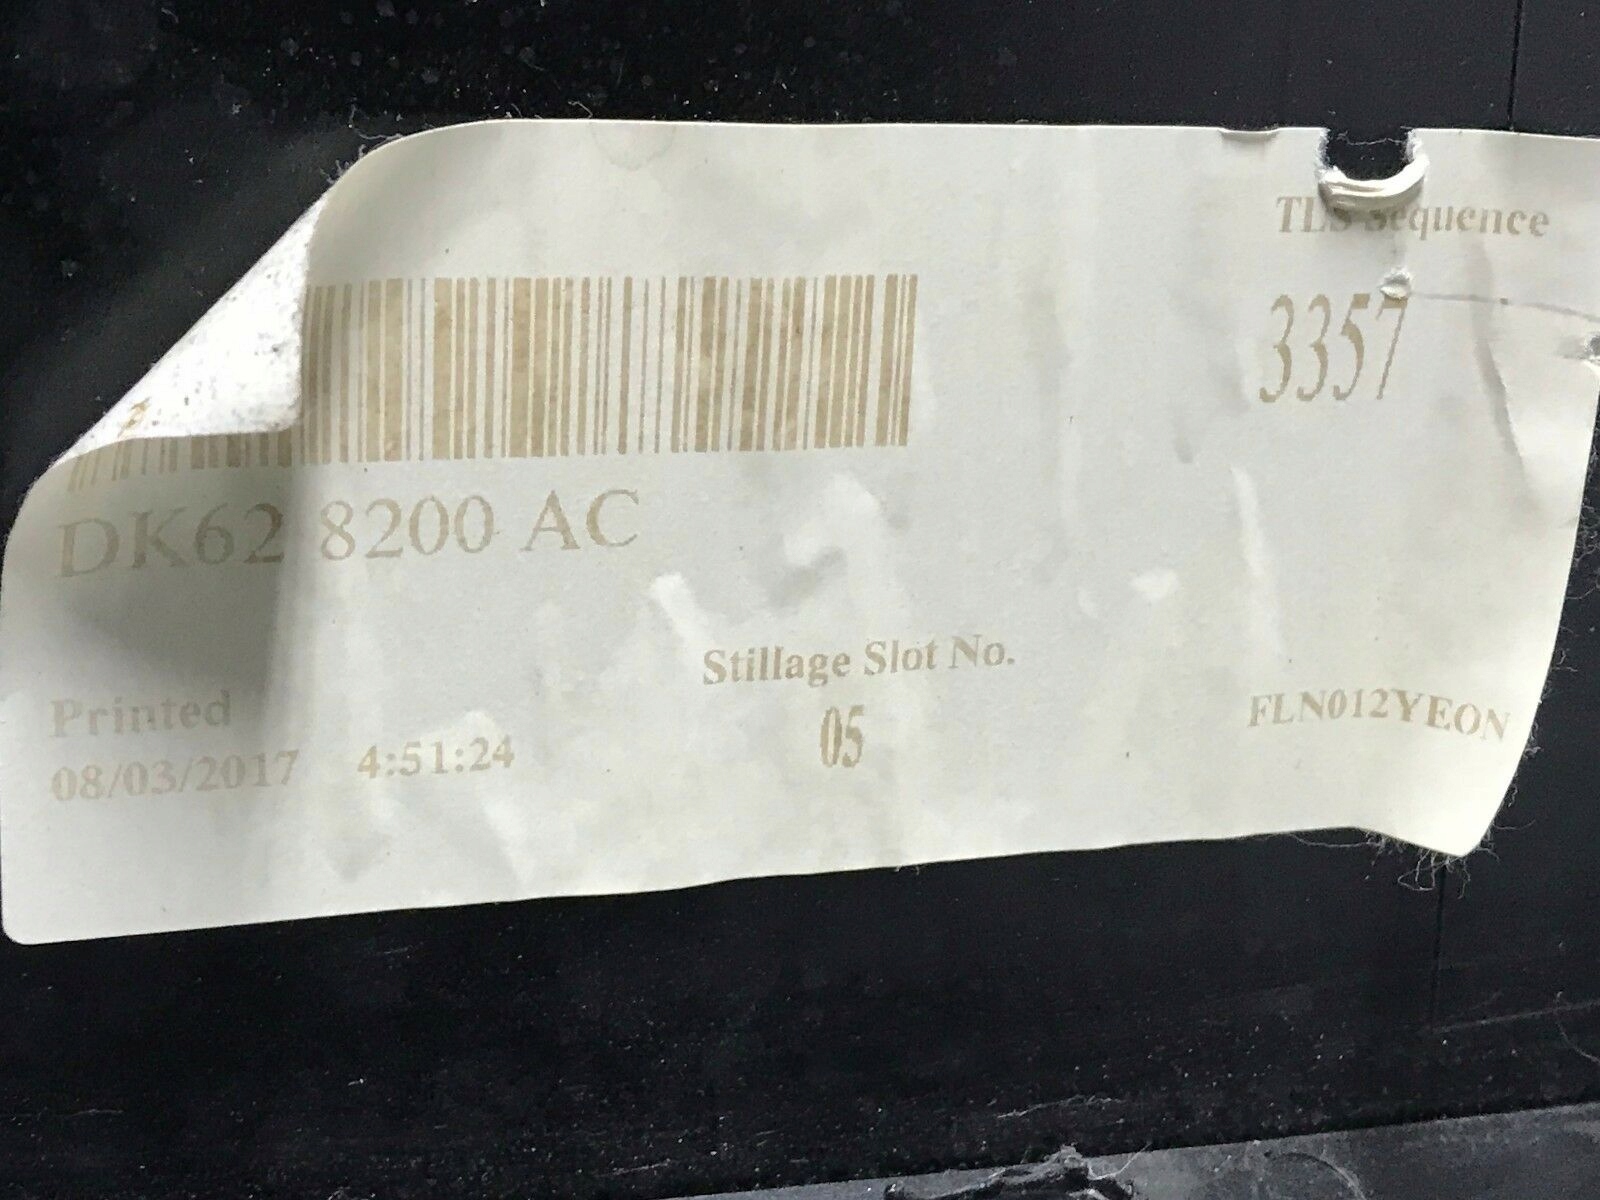 TLS Sequence
3357
DK62 8200 AC
Stillage Slot No.
05
Printed
08/03/2017 4:51:24
FLN012YEON